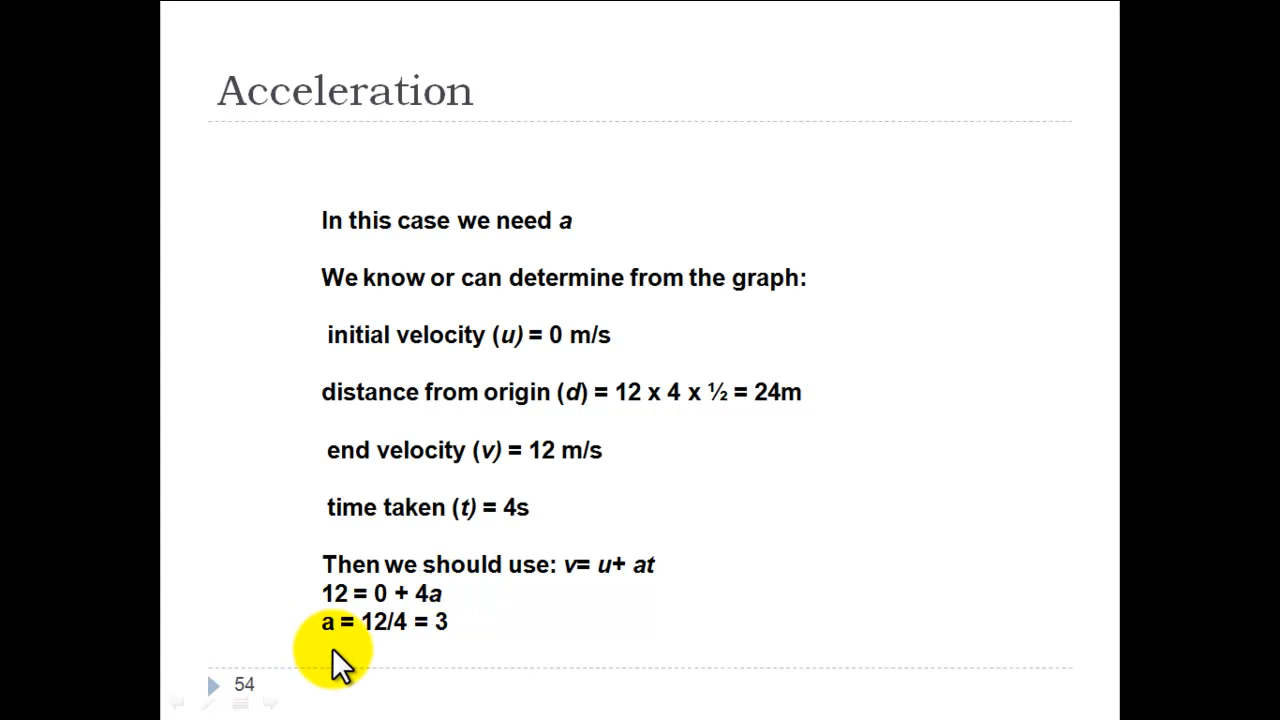 Acceleration
In this case we need a
We know or can determine from the graph:
initial velocity (u) = 0 m/s
distance from origin (d) = 12 x 4 x ½ = 24m
end velocity (v) = 12 m/s
time taken (t) = 4s
Then we should use: v= u+ at
12 = 0 + 4a
a = 12/4 = 3
54